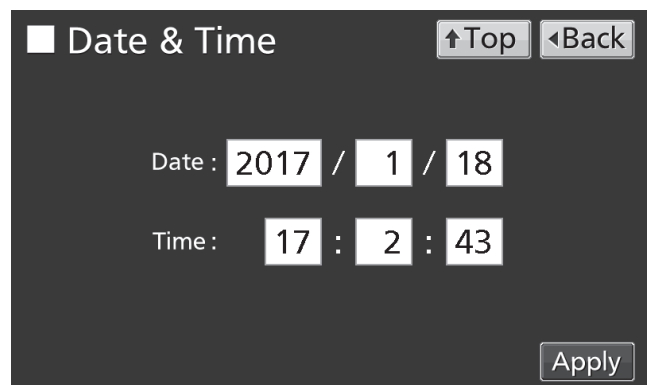 Date & Time
↑Top
◂Back
Date : 2017 / 1 / 18
Time : 17 : 2 : 43
Apply